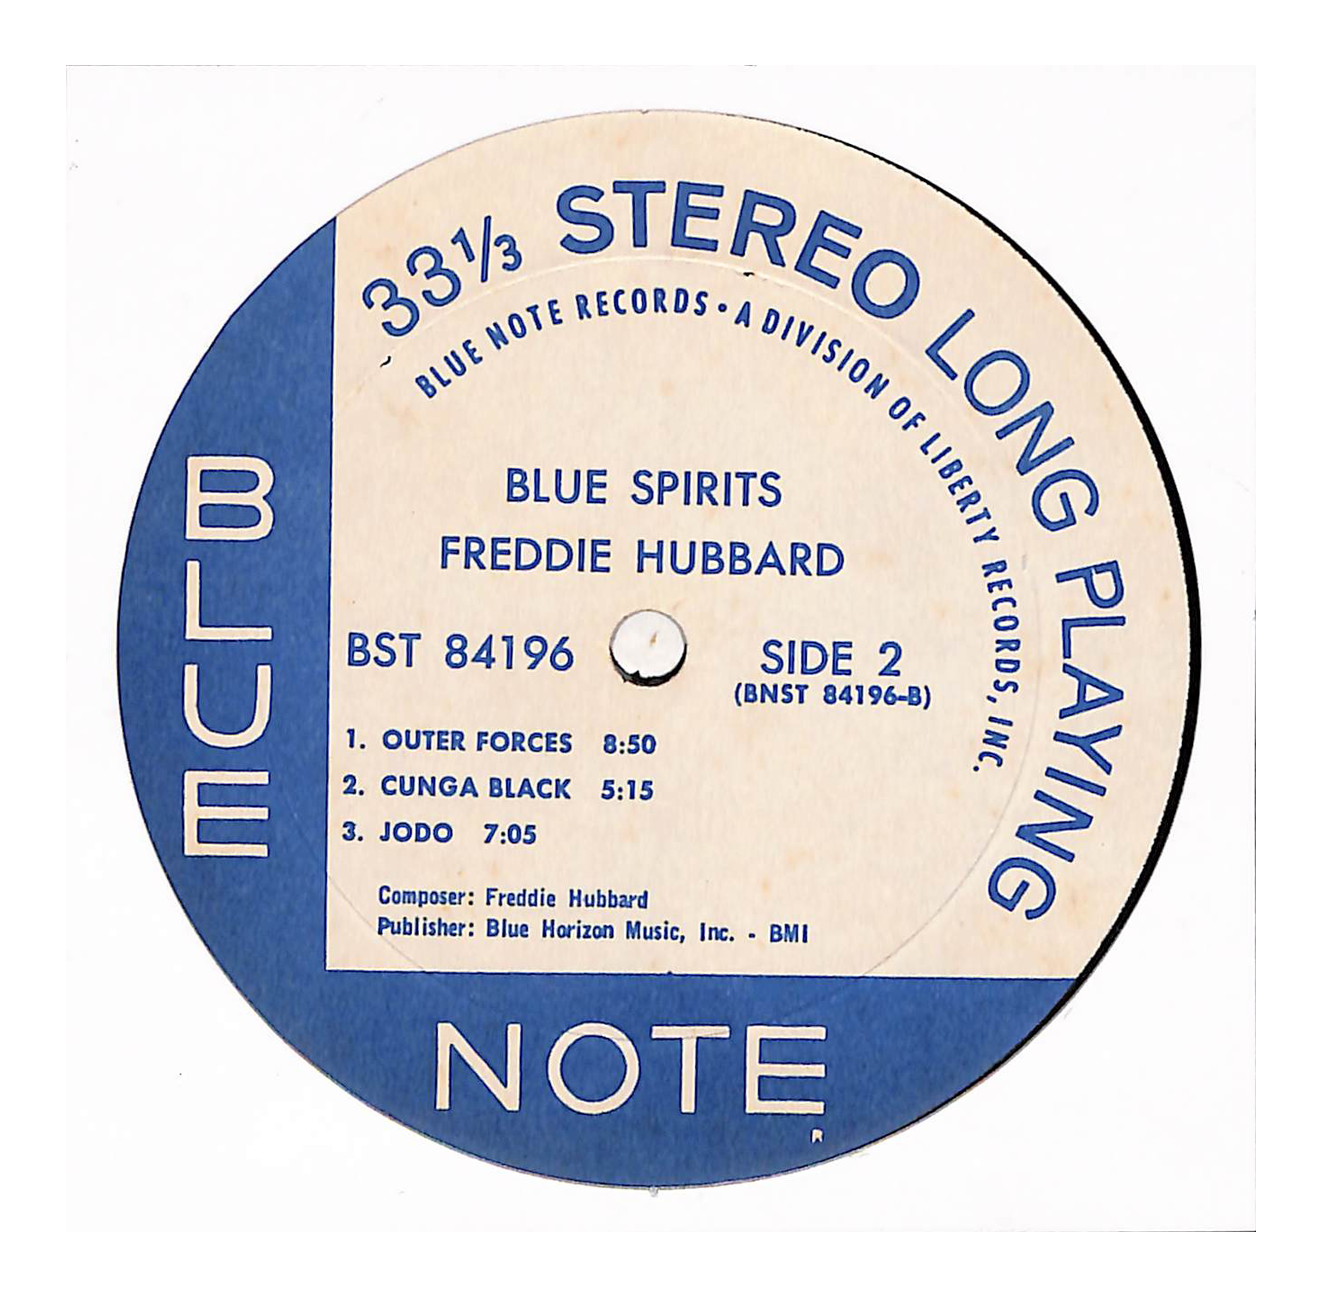 33⅓ STEREO LONG PLAYING
BLUE NOTE RECORDS • A DIVISION OF LIBERTY RECORDS, INC.
BLUE SPIRITS
FREDDIE HUBBARD
BST 84196
SIDE 2
(BNST 84196-B)
1. OUTER FORCES 8:50
2. CUNGA BLACK 5:15
3. JODO 7:05
Composer: Freddie Hubbard
Publisher: Blue Horizon Music, Inc. - BMI
BLUE
NOTE
R